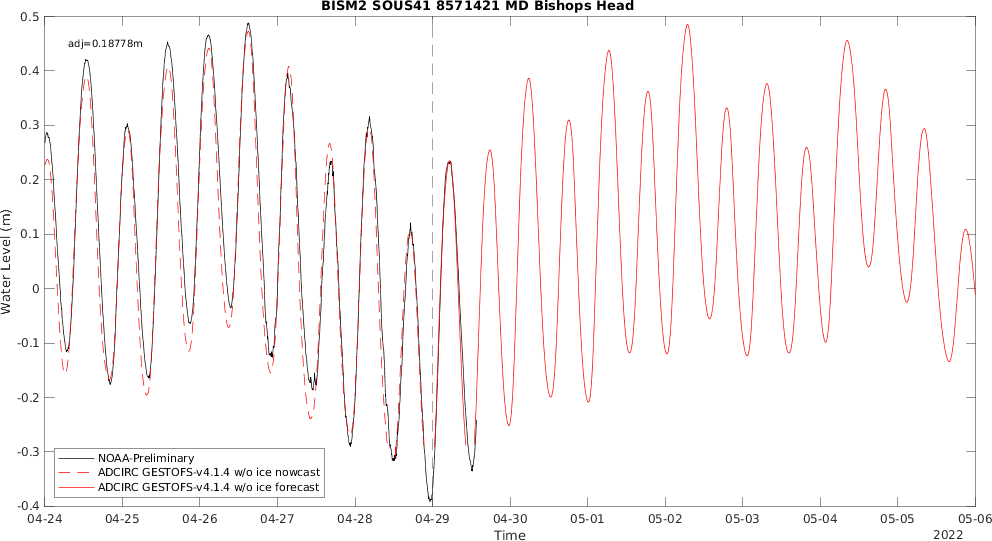 BISM2 SOUS41 8571421 MD Bishops Head
adj=0.18778m
Water Level (m)
0.5
0.4
0.3
0.2
0.1
0
-0.1
-0.2
-0.3
-0.4
NOAA-Preliminary
ADCIRC GESTOFS-v4.1.4 w/o ice nowcast
ADCIRC GESTOFS-v4.1.4 w/o ice forecast
04-24 04-25 04-26 04-27 04-28 04-29 04-30 05-01 05-02 05-03 05-04 05-05 05-06
Time
2022